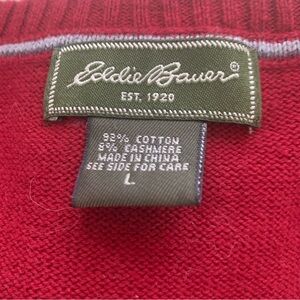 Eddie Bauer®
EST. 1920
92% COTTON
8% CASHMERE
MADE IN CHINA
SEE SIDE FOR CARE
L